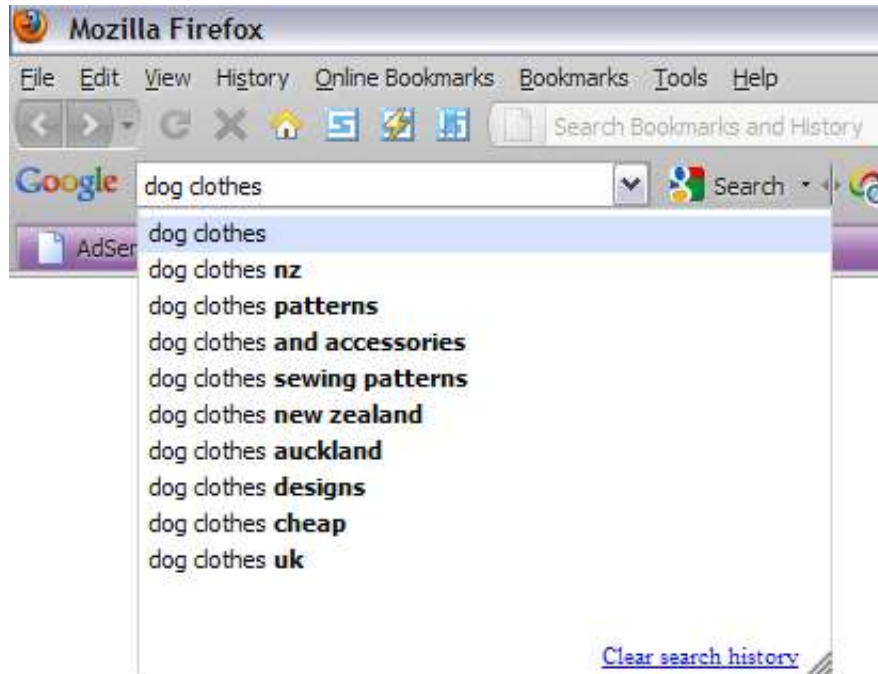 Mozilla Firefox
File Edit View History Online Bookmarks Bookmarks Tools Help
Search Bookmarks and History
Google dog clothes Search
AdSer
dog clothes
dog clothes nz
dog clothes patterns
dog clothes and accessories
dog clothes sewing patterns
dog clothes new zealand
dog clothes auckland
dog clothes designs
dog clothes cheap
dog clothes uk
Clear search history